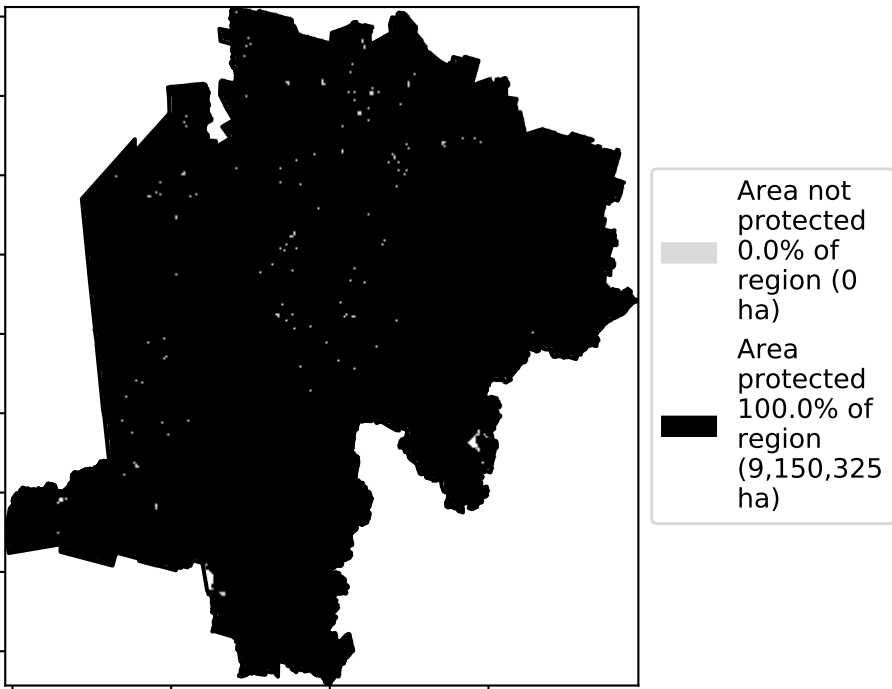 Area not
protected
0.0% of
region (0
ha)
Area
protected
100.0% of
region
(9,150,325
ha)